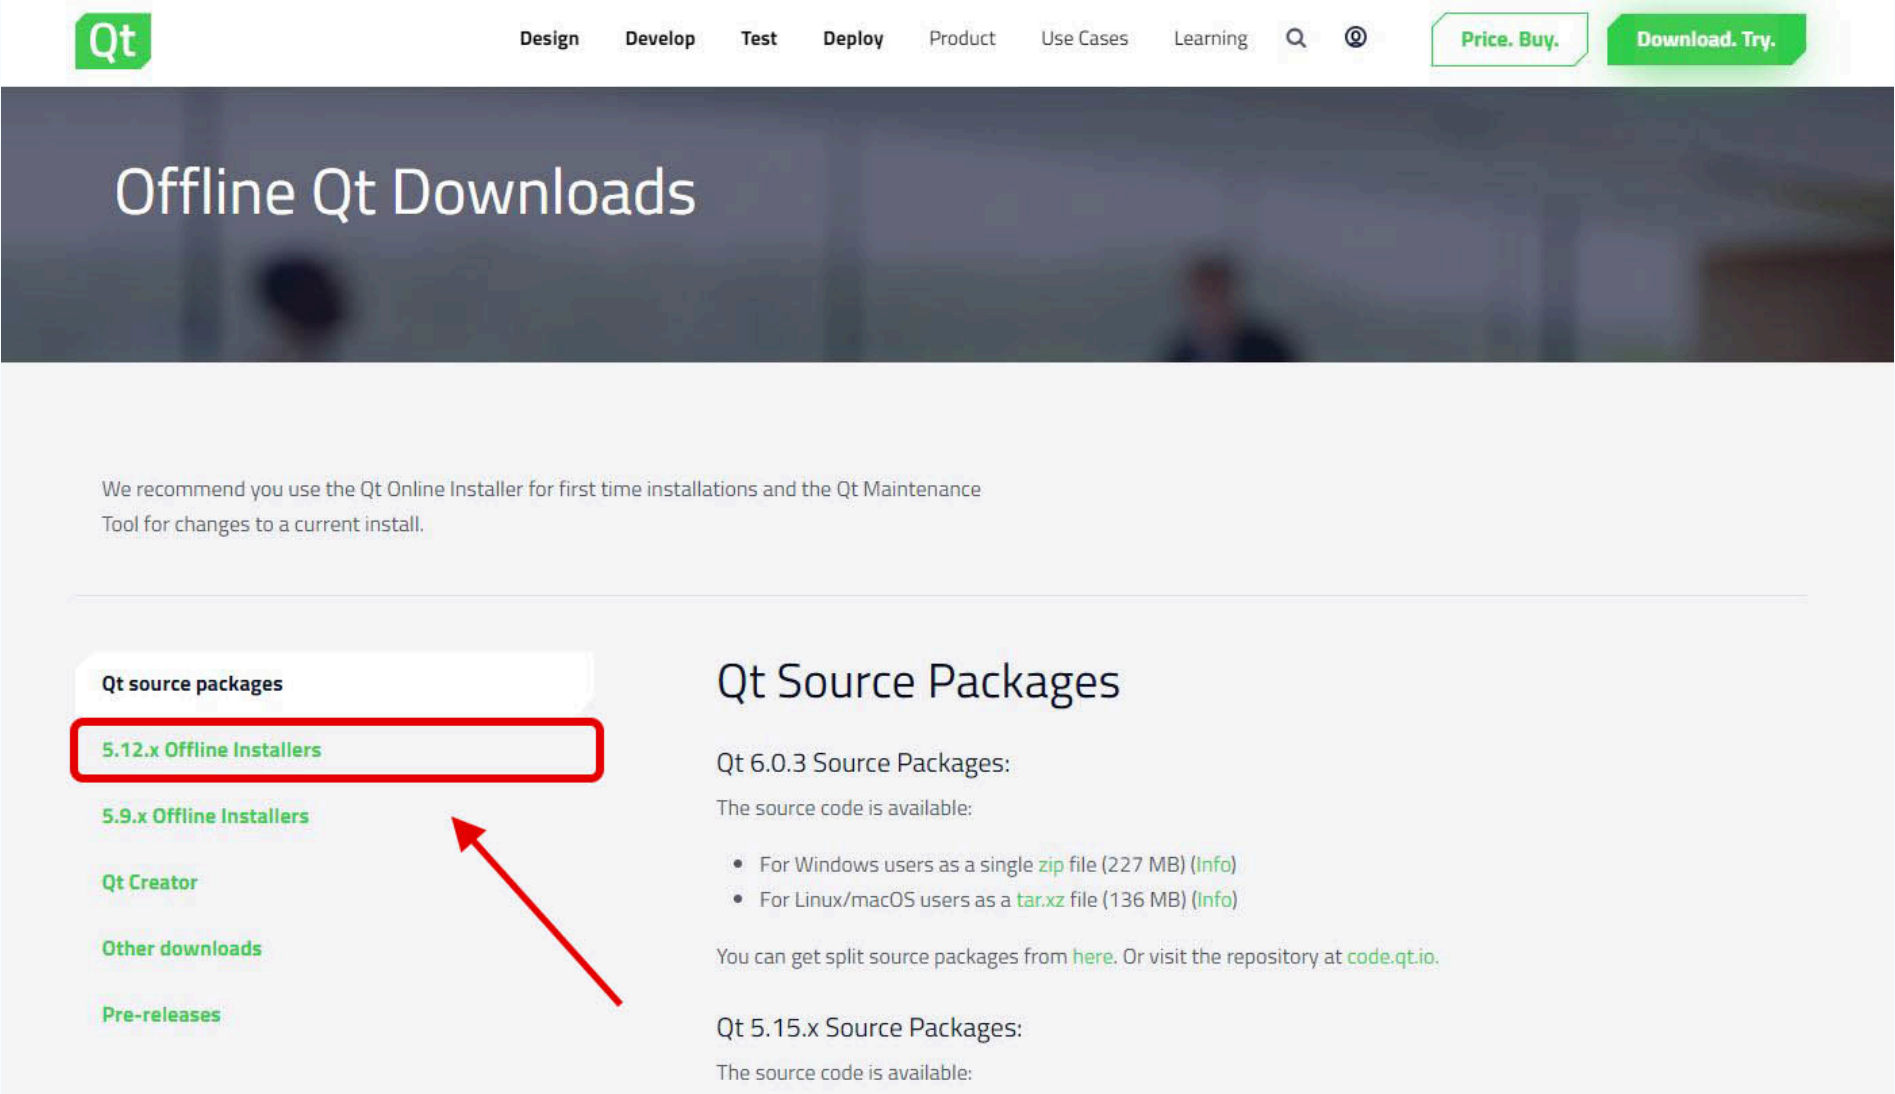 Qt
Design Develop Test Deploy Product Use Cases Learning Price. Buy. Download. Try.
Offline Qt Downloads
We recommend you use the Qt Online Installer for first time installations and the Qt Maintenance
Tool for changes to a current install.
Qt source packages
5.12.x Offline Installers
5.9.x Offline Installers
Qt Creator
Other downloads
Pre-releases
Qt Source Packages
Qt 6.0.3 Source Packages:
The source code is available:
For Windows users as a single zip file (227 MB) (Info)
For Linux/macOS users as a tar.xz file (136 MB) (Info)
You can get split source packages from here. Or visit the repository at code.qt.io.
Qt 5.15.x Source Packages:
The source code is available: